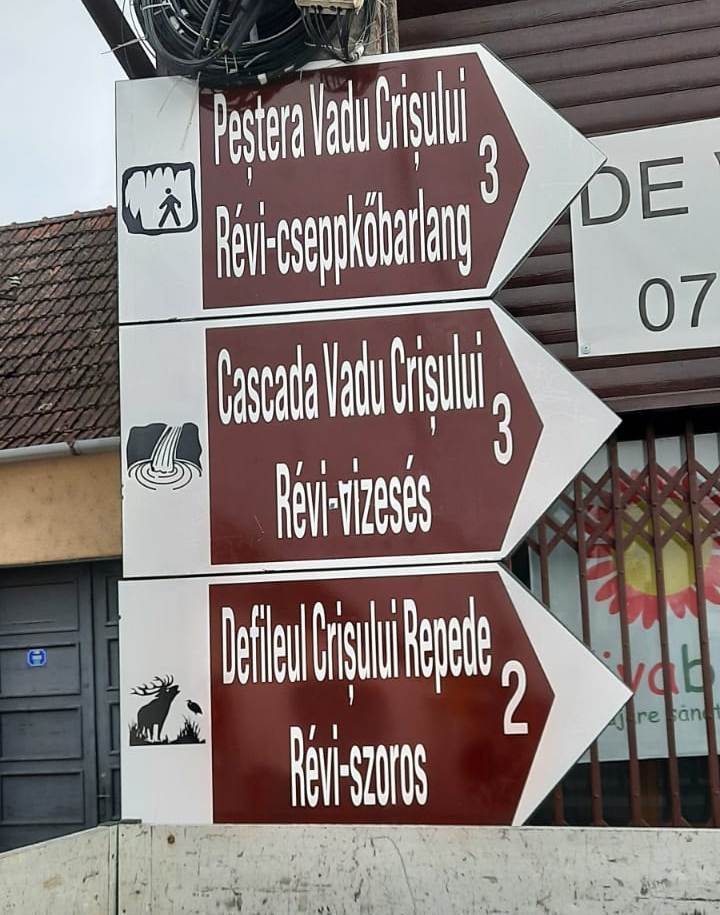 Peștera Vadu Crișului
3
Révi-cseppkőbarlang
Cascada Vadu Crișului
3
Révi-vizesés
Defileul Crișului Repede
2
Révi-szoros
DE
07